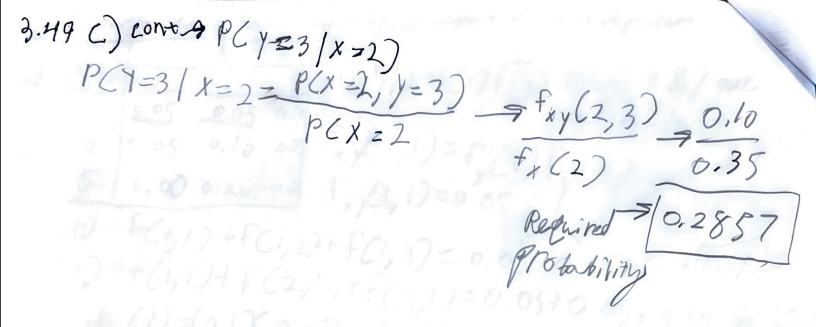 3.49 c) cont → P(Y=3/X=2)
P(Y=3 / X=2 = P(X=2, Y=3) / P(X=2 → fxy(2,3) / fx(2) → 0.10 / 0.35
Required → 0.2857
probability